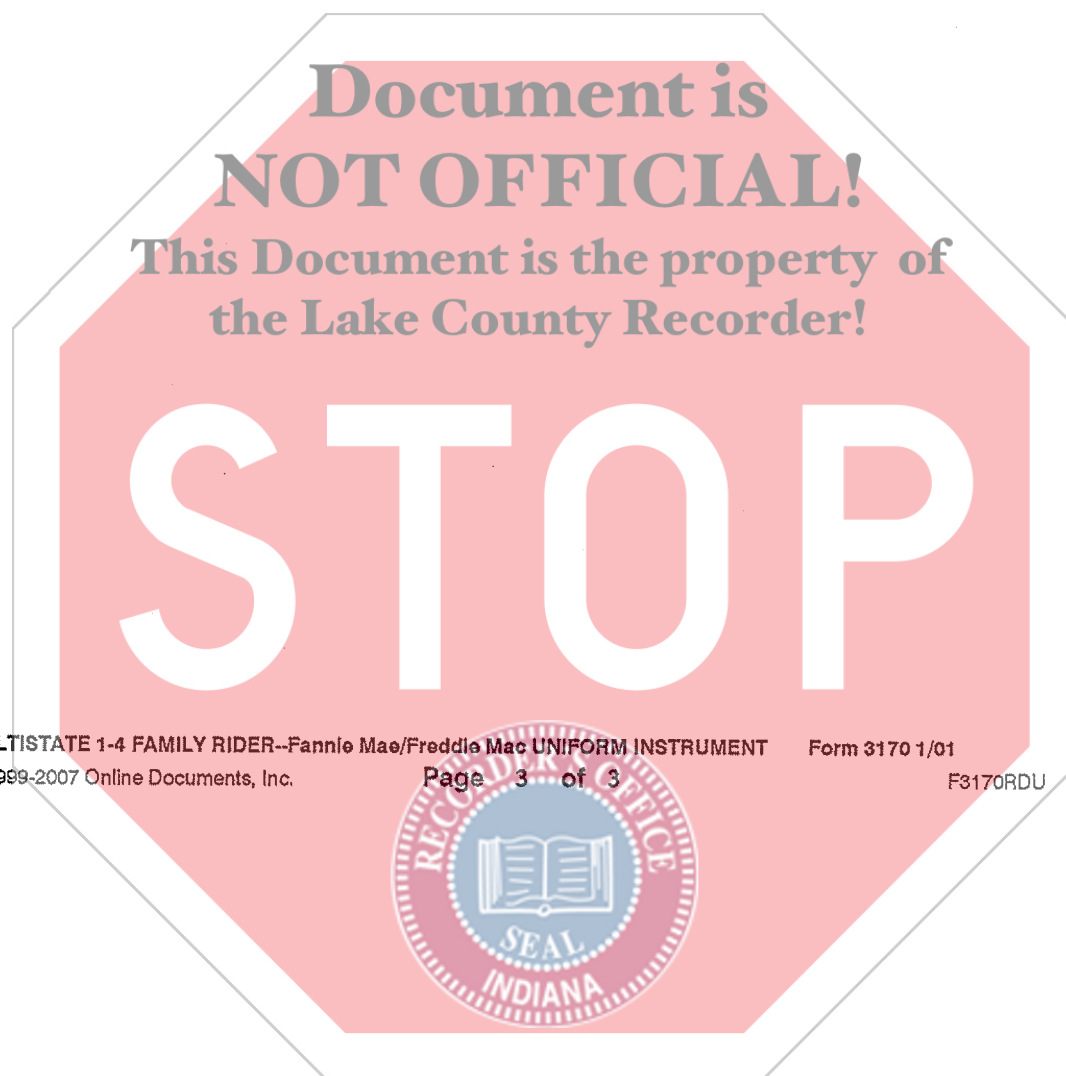 Document is
NOT OFFICIAL!
This Document is the property of
the Lake County Recorder!
STOP
LTISTATE 1-4 FAMILY RIDER--Fannie Mae/Freddie Mac UNIFORM INSTRUMENT Form 3170 1/01
999-2007 Online Documents, Inc. Page 3 of 3 F3170RDU
RECORDER'S OFFICE
SEAL
INDIANA